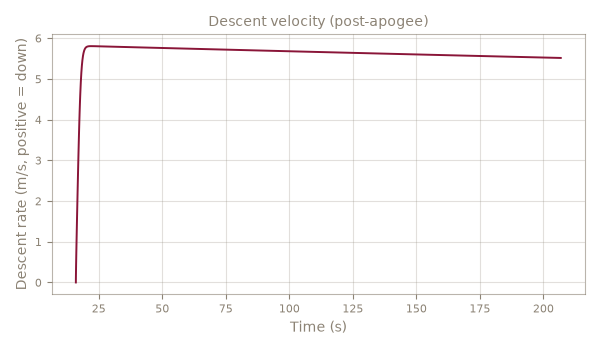 Descent velocity (post-apogee)
Descent rate (m/s, positive = down)
6
5
4
3
2
1
0
25 50 75 100 125 150 175 200
Time (s)